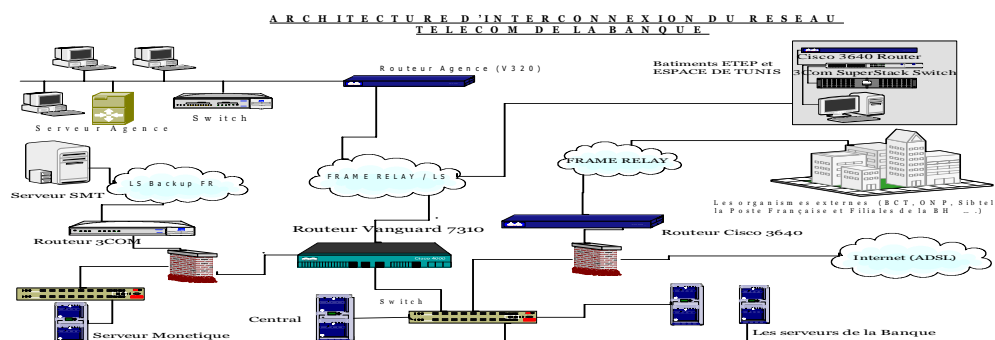 ARCHITECTURE D'INTERCONNEXION DU RESEAU
TELECOM DE LA BANQUE
Routeur Agence (V320)
Batiments ETEP et
ESPACE DE TUNIS
Cisco 3640 Router
3Com SuperStack Switch
Switch
Serveur Agence
LS Backup FR
FRAME RELAY / LS
FRAME RELAY
Serveur SMT
Les organismes externes (BCT, ONP, Sibtel
la Poste Française et Filiales de la BH ....)
Routeur Vanguard 7310
Routeur Cisco 3640
Routeur 3COM
Internet (ADSL)
Switch
Central
Serveur Monetique
Les serveurs de la Banque